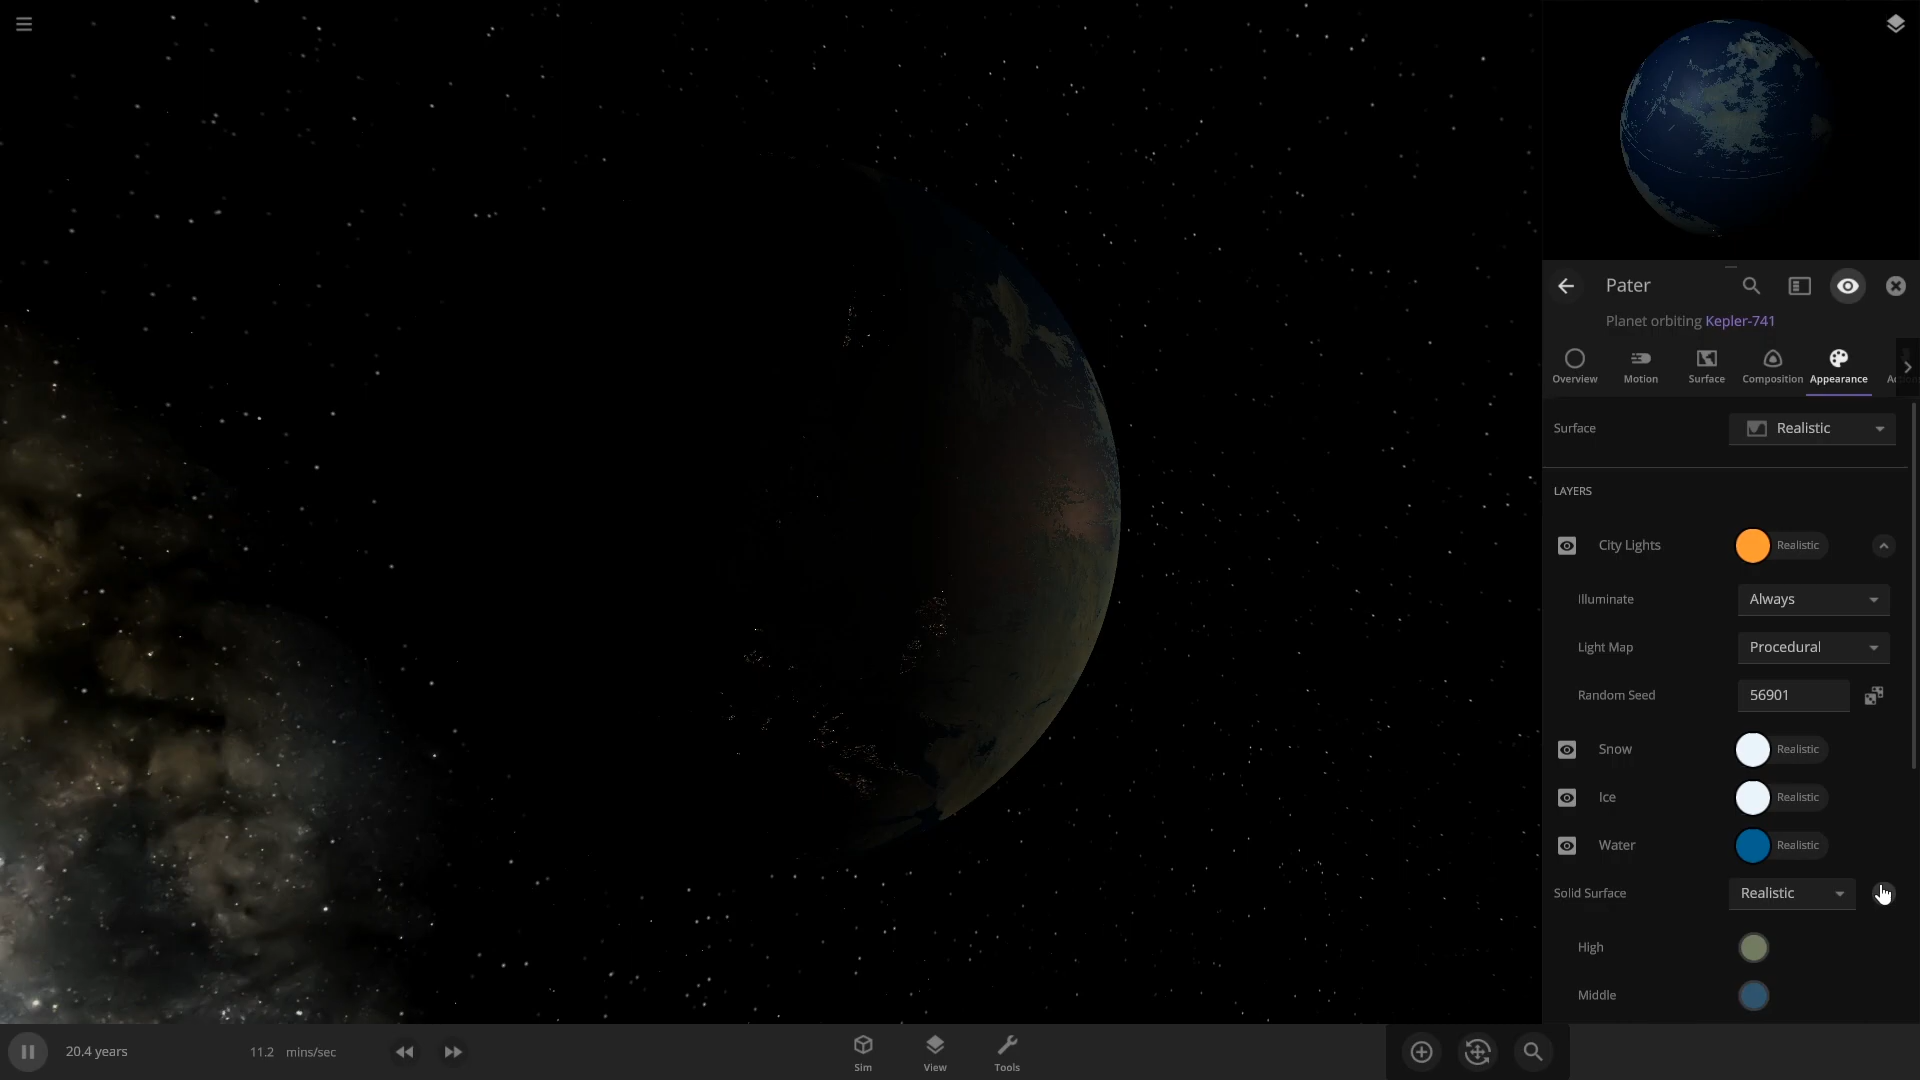 Pater
Planet orbiting Kepler-741
Overview
Motion
Surface
Composition
Appearance
Surface
Realistic
LAYERS
City Lights
Realistic
Illuminate
Always
Light Map
Procedural
Random Seed
56901
Snow
Realistic
Ice
Realistic
Water
Realistic
Solid Surface
Realistic
High
Middle
20.4 years
11.2 mins/sec
Sim
View
Tools